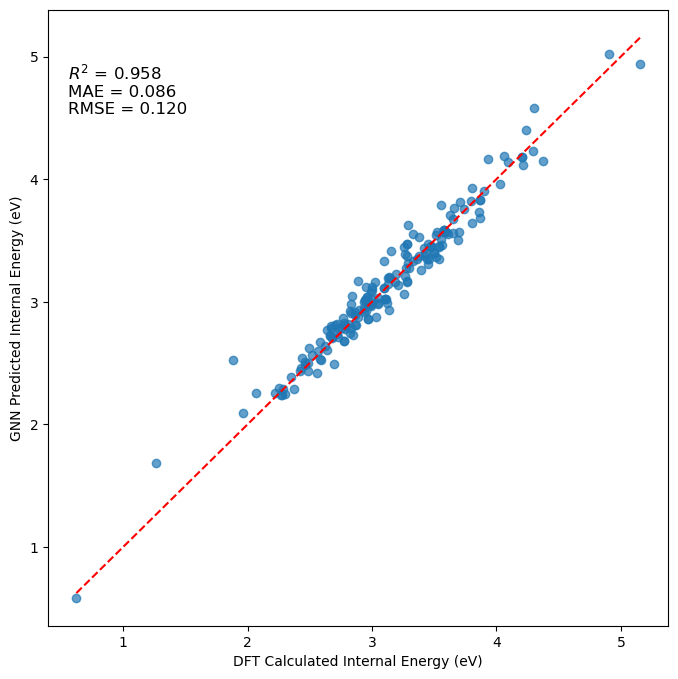 R² = 0.958
MAE = 0.086
RMSE = 0.120
GNN Predicted Internal Energy (eV)
5
4
3
2
1
1 2 3 4 5
DFT Calculated Internal Energy (eV)